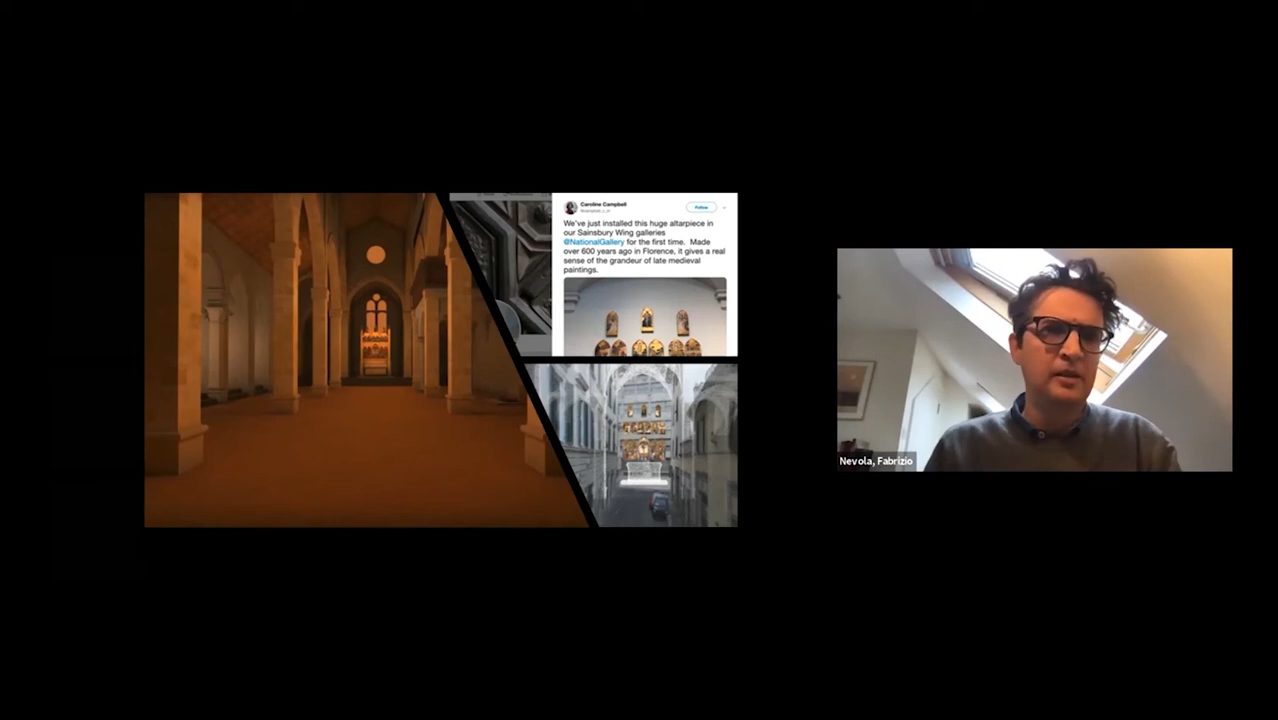 Caroline Campbell
Follow
We've just installed this huge altarpiece in
our Sainsbury Wing galleries
@NationalGallery for the first time. Made
over 600 years ago in Florence, it gives a real
sense of the grandeur of late medieval
paintings.
Nevola, Fabrizio